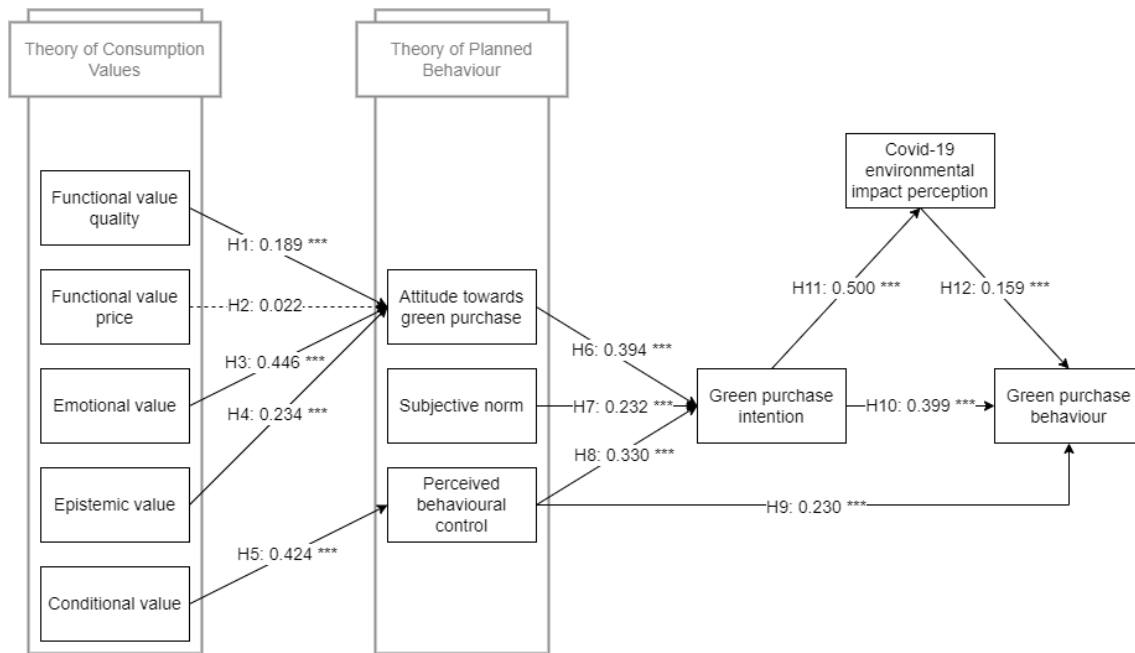 Theory of Consumption
Values
Theory of Planned
Behaviour
Functional value
quality
Functional value
price
Emotional value
Epistemic value
Conditional value
H1: 0.189 ***
H2: 0.022
H3: 0.446 ***
H4: 0.234 ***
H5: 0.424 ***
Attitude towards
green purchase
Subjective norm
Perceived
behavioural
control
H6: 0.394 ***
H7: 0.232 ***
H8: 0.330 ***
H9: 0.230 ***
Green purchase
intention
H10: 0.399 ***
H11: 0.500 ***
H12: 0.159 ***
Covid-19
environmental
impact perception
Green purchase
behaviour